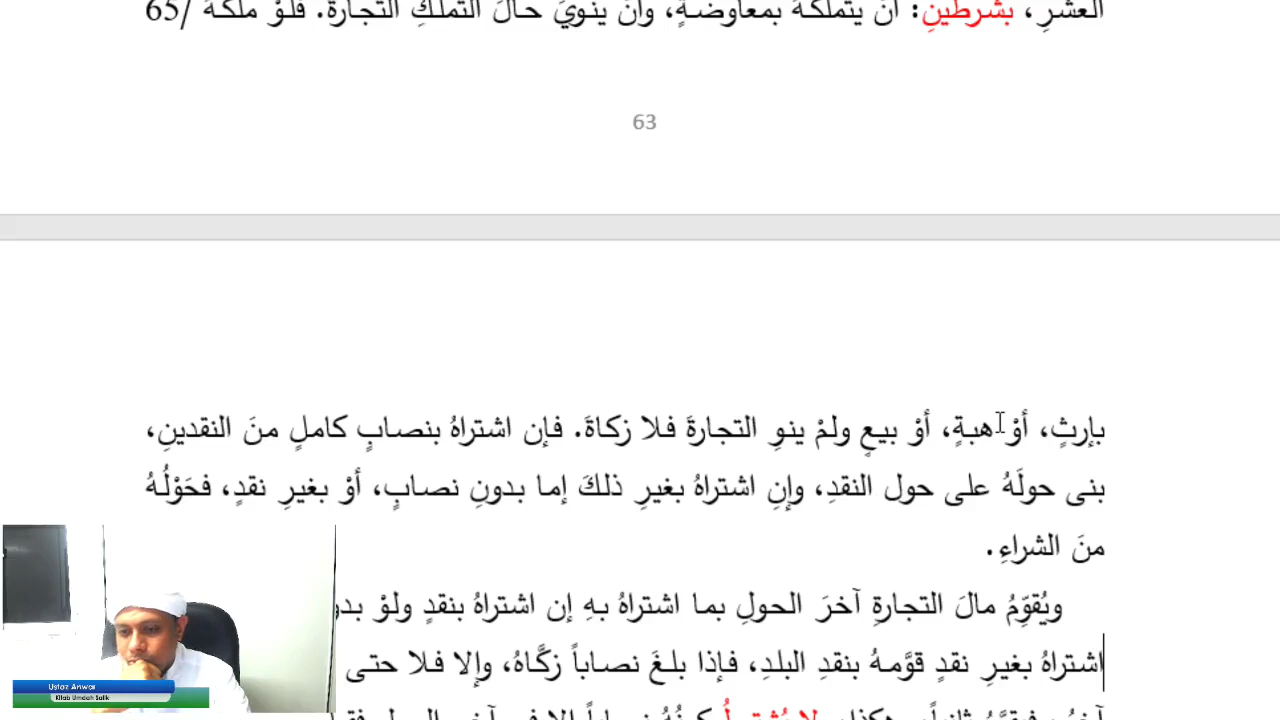 العشرِ، بشرطينِ: أنْ يتملكهُ بمعاوضةٍ، وأنْ ينويَ حالَ التملكِ التجارةَ. فلوْ ملكهُ /65
63
بإرثٍ، أوْ هبةٍ، أوْ بيعٍ ولمْ ينوِ التجارةَ فلا زكاةَ. فإن اشتراهُ بنصابٍ كاملٍ منَ النقدينِ،
بنى حولَهُ على حول النقدِ، وإنِ اشتراهُ بغيرِ ذلكَ إما بدونِ نصابٍ، أوْ بغيرِ نقدٍ، فحَوْلُهُ
منَ الشراءِ.
ويُقوِّمُ مالَ التجارةِ آخرَ الحولِ بما اشتراهُ بهِ إن اشتراهُ بنقدٍ ولوْ
اشتراهُ بغيرِ نقدٍ قوَّمهُ بنقدِ البلدِ، فإذا بلغَ نصاباً زكَّاهُ، وإلا فلا حتى
Ustaz Anwar
Kitab Umdah Salik